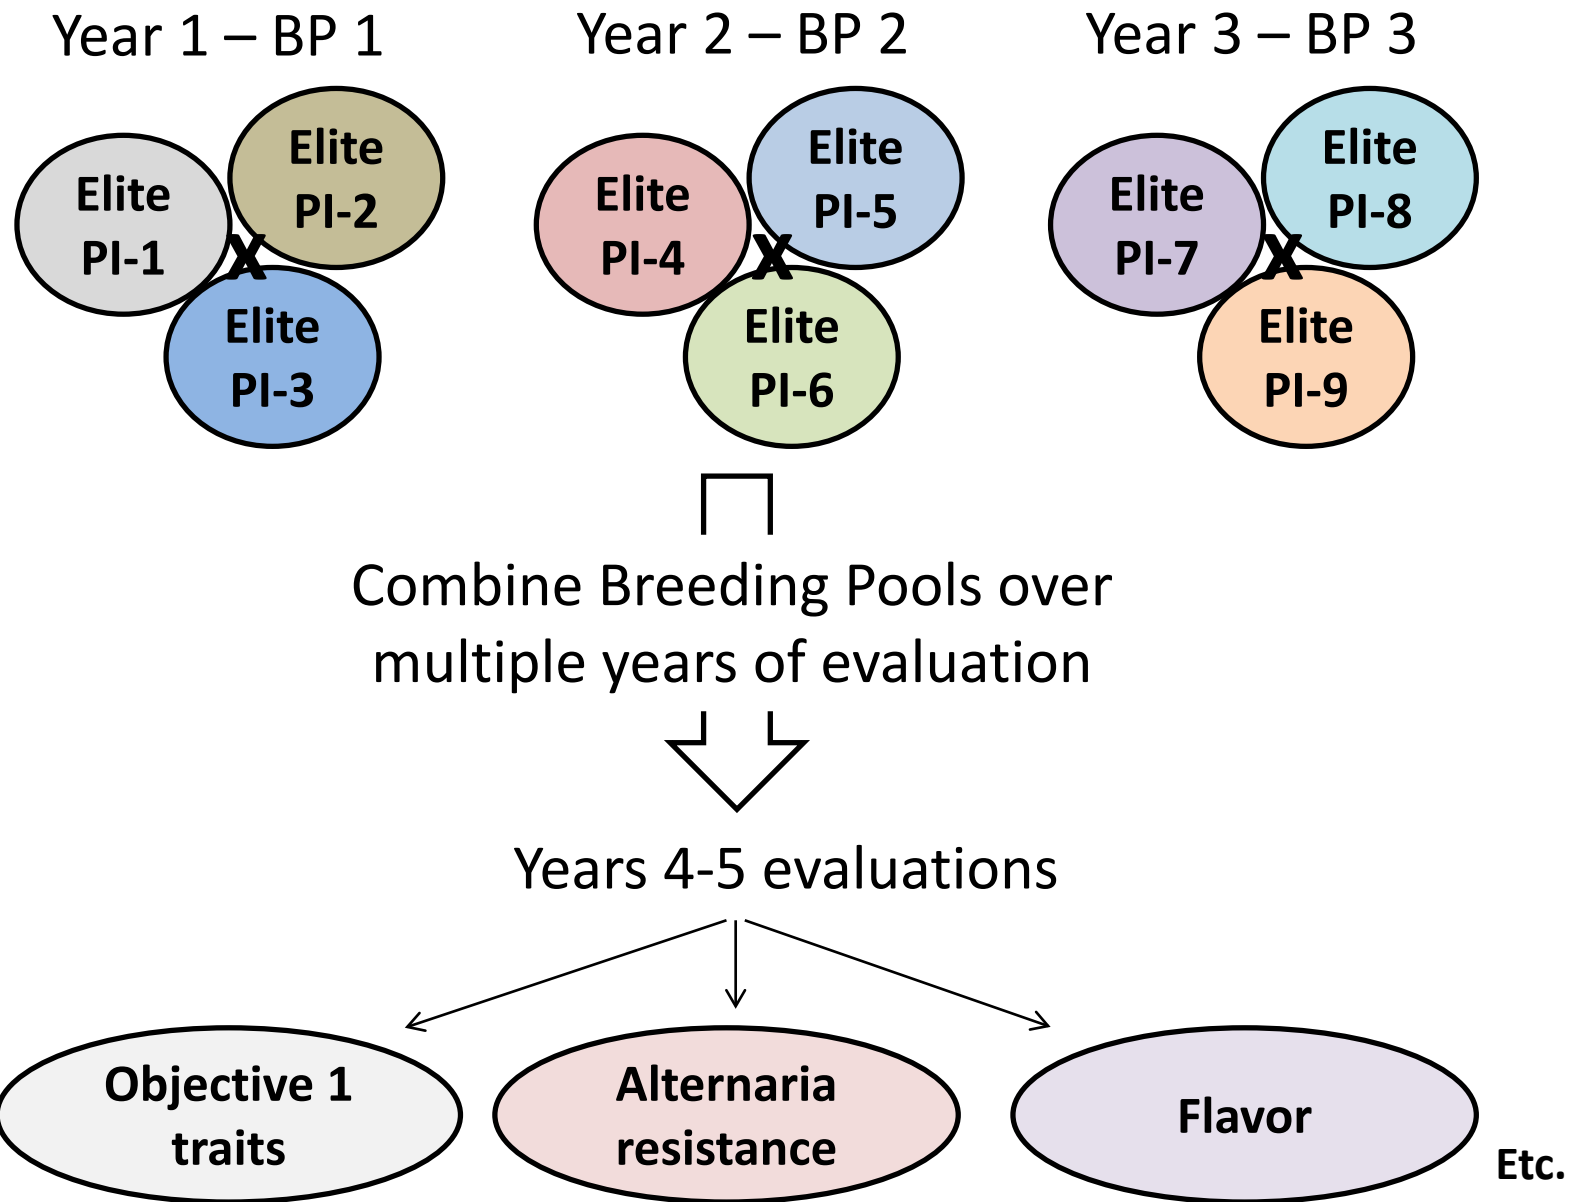 Year 1 – BP 1
Elite
PI-1
Elite
PI-2
X
Elite
PI-3
Year 2 – BP 2
Elite
PI-4
Elite
PI-5
X
Elite
PI-6
Year 3 – BP 3
Elite
PI-7
Elite
PI-8
X
Elite
PI-9
Combine Breeding Pools over
multiple years of evaluation
Years 4-5 evaluations
Objective 1
traits
Alternaria
resistance
Flavor
Etc.